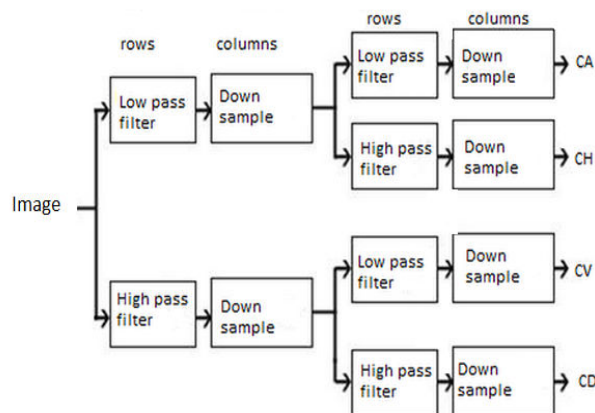 rows columns
rows columns
Low pass
filter
Down
sample
Low pass
filter
Down
sample
CA
High pass
filter
Down
sample
CH
Image
High pass
filter
Down
sample
Low pass
filter
Down
sample
CV
High pass
filter
Down
sample
CD